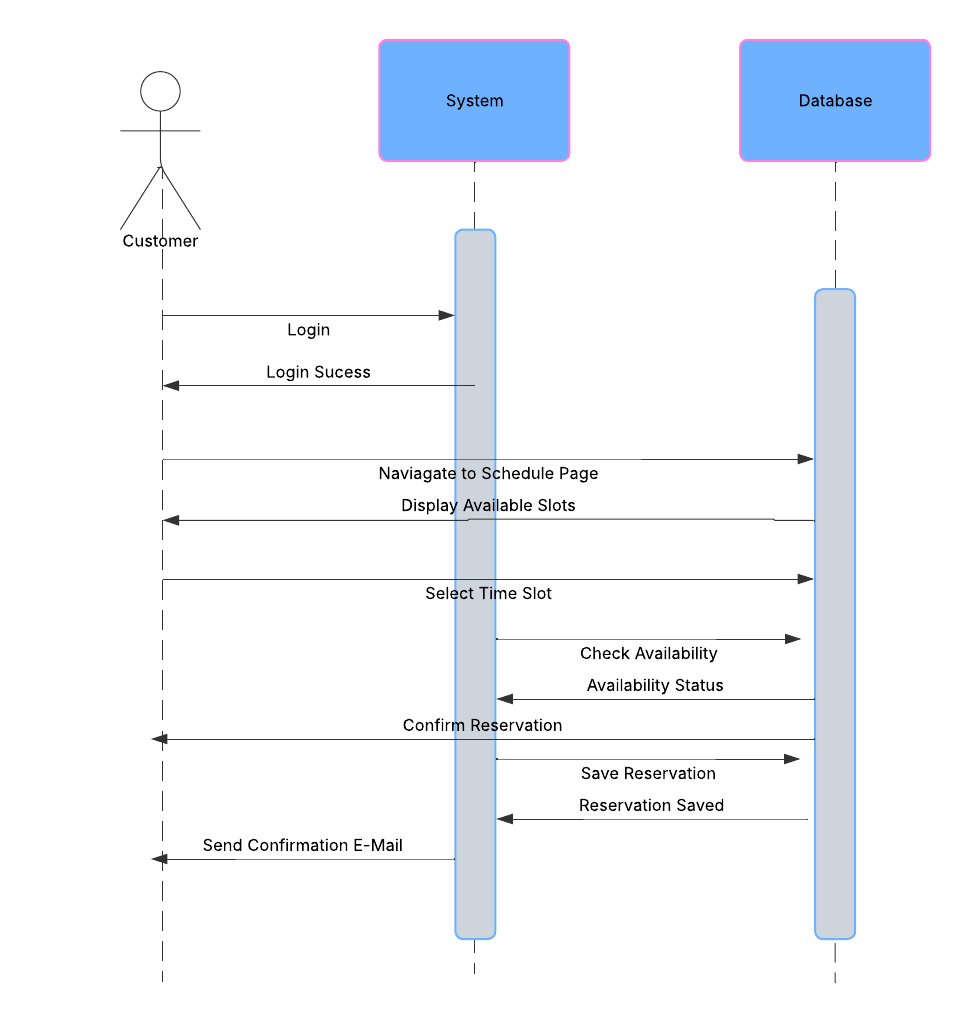 System
Database
Customer
Login
Login Sucess
Naviagate to Schedule Page
Display Available Slots
Select Time Slot
Check Availability
Availability Status
Confirm Reservation
Save Reservation
Reservation Saved
Send Confirmation E-Mail